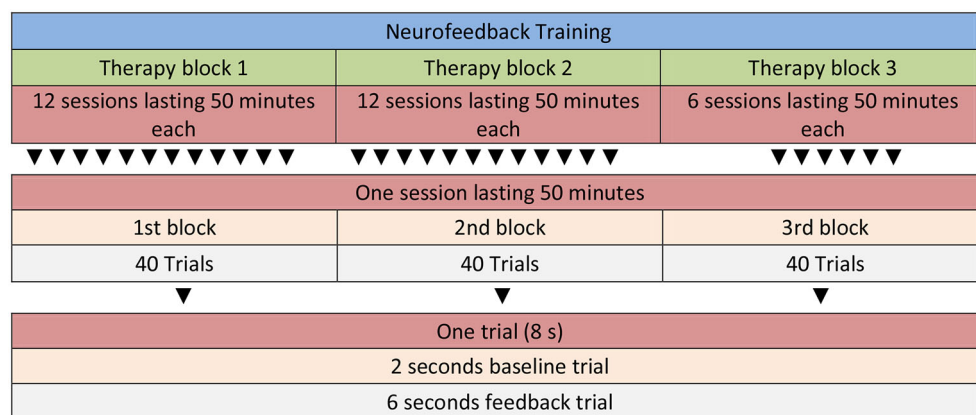 Neurofeedback Training
Therapy block 1
Therapy block 2
Therapy block 3
12 sessions lasting 50 minutes
each
12 sessions lasting 50 minutes
each
6 sessions lasting 50 minutes
each
One session lasting 50 minutes
1st block
2nd block
3rd block
40 Trials
40 Trials
40 Trials
One trial (8 s)
2 seconds baseline trial
6 seconds feedback trial